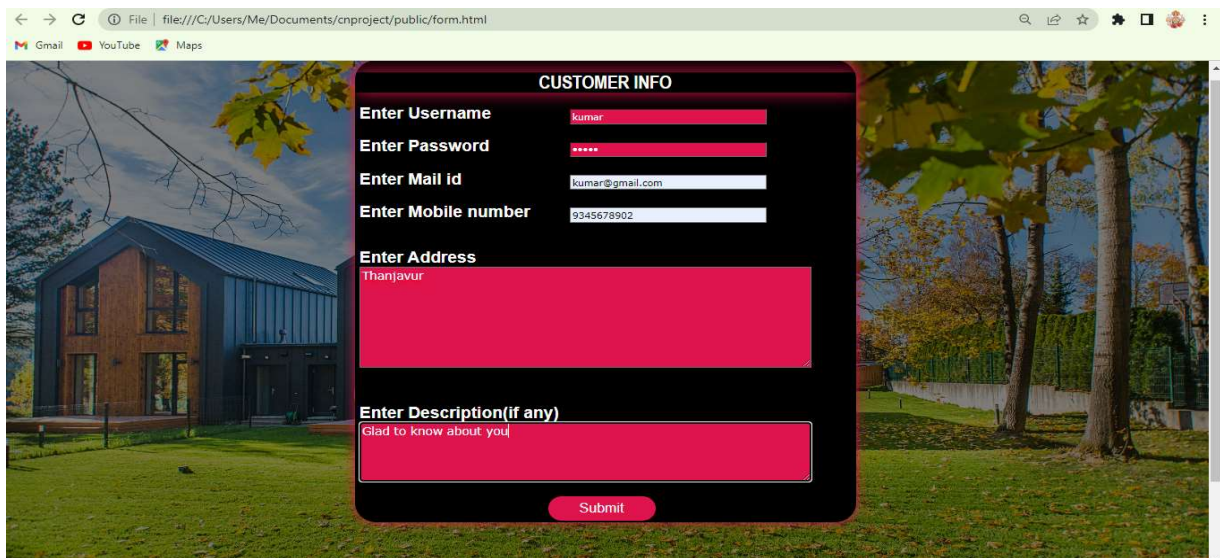 File | file:///C:/Users/Me/Documents/cnproject/public/form.html
Gmail YouTube Maps
CUSTOMER INFO
Enter Username kumar
Enter Password •••••
Enter Mail id kumar@gmail.com
Enter Mobile number 9345678902
Enter Address
Thanjavur
Enter Description(if any)
Glad to know about you
Submit